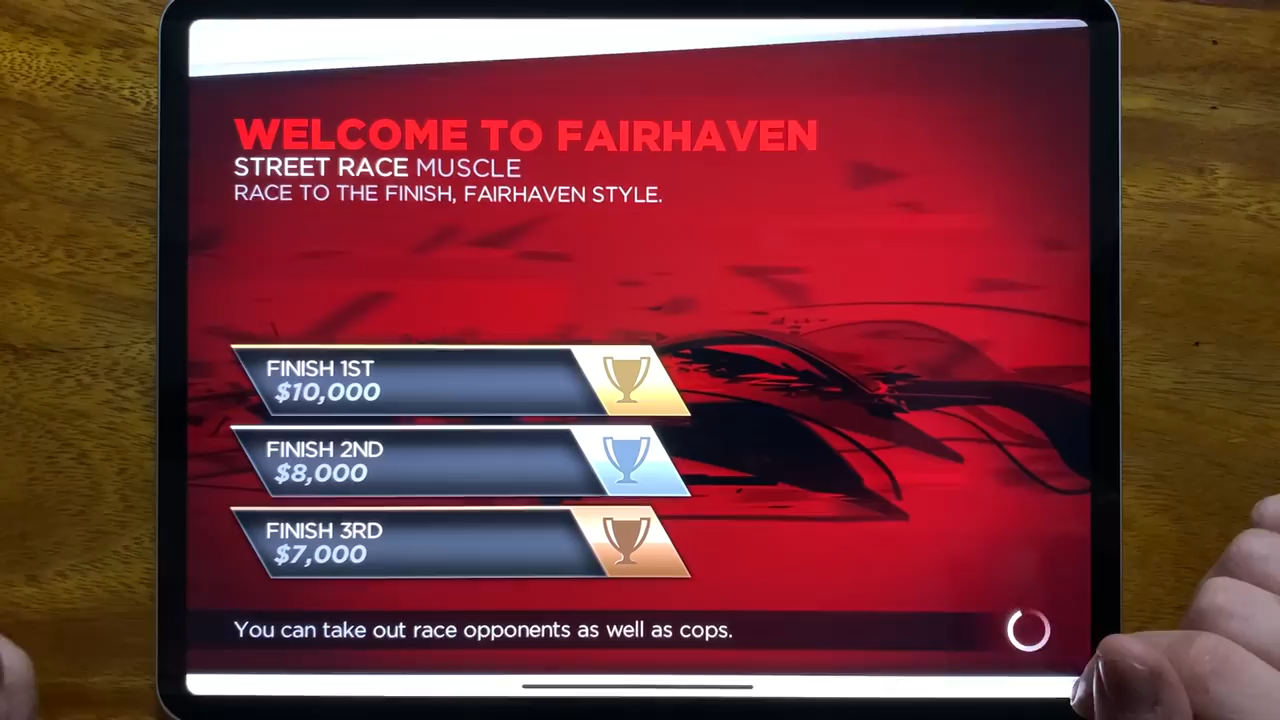 WELCOME TO FAIRHAVEN
STREET RACE MUSCLE
RACE TO THE FINISH, FAIRHAVEN STYLE.
FINISH 1ST
$10,000
FINISH 2ND
$8,000
FINISH 3RD
$7,000
You can take out race opponents as well as cops.